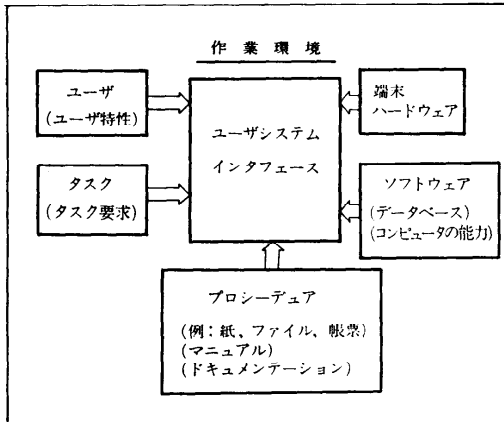 作業環境
ユーザ
(ユーザ特性)
ユーザシステム
インタフェース
端末
ハードウェア
タスク
(タスク要求)
ソフトウェア
(データベース)
(コンピュータの能力)
プロシーデュア
(例：紙、ファイル、帳票)
(マニュアル)
(ドキュメンテーション)